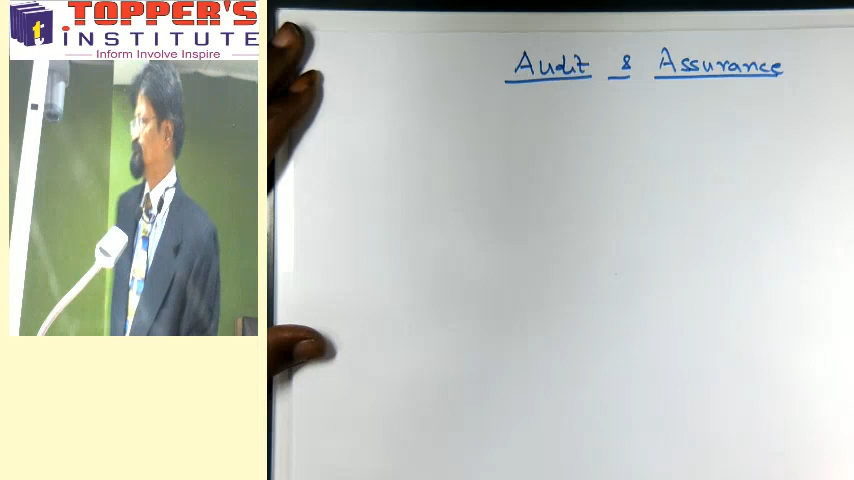 TOPPER'S
iNSTITUTE
Inform Involve Inspire
t
Audit & Assurance